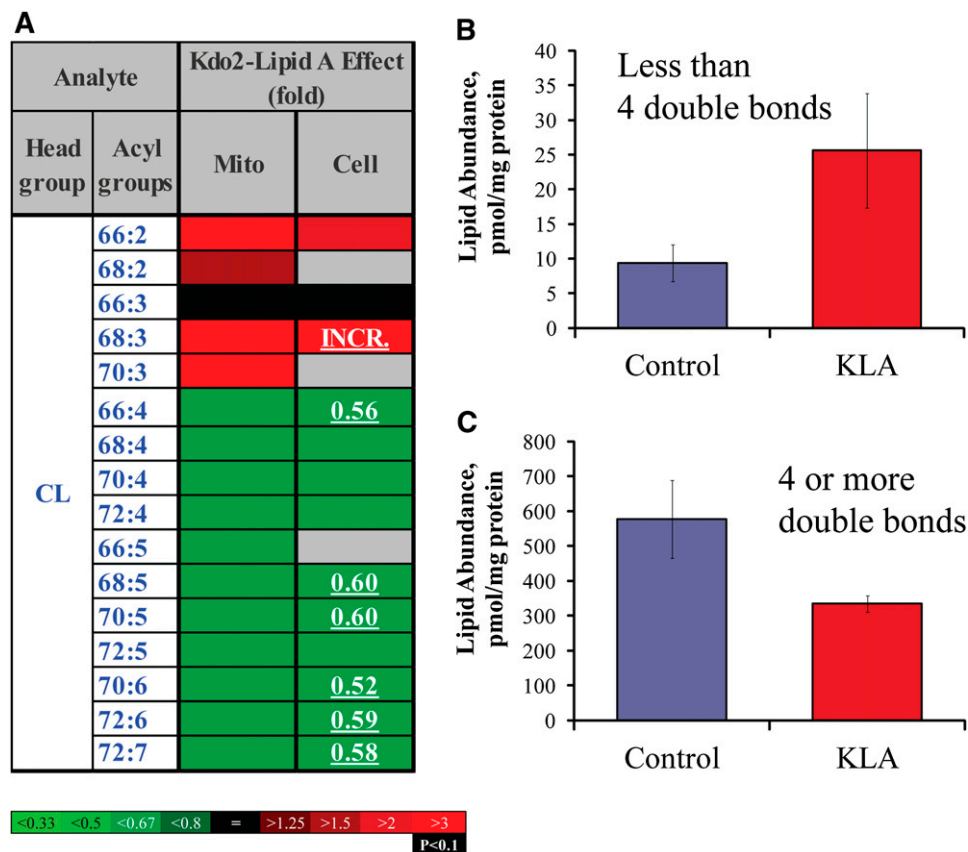 A
Analyte
Kdo2-Lipid A Effect
(fold)
Head
group
Acyl
groups
Mito
Cell
CL
66:2
68:2
66:3
68:3
INCR.
70:3
66:4
0.56
68:4
70:4
72:4
66:5
68:5
0.60
70:5
0.60
72:5
70:6
0.52
72:6
0.59
72:7
0.58
<0.33 <0.5 <0.67 <0.8 = >1.25 >1.5 >2 >3
P<0.1
B
Less than
4 double bonds
Lipid Abundance,
pmol/mg protein
40
35
30
25
20
15
10
5
0
Control
KLA
C
4 or more
double bonds
Lipid Abundance,
pmol/mg protein
800
700
600
500
400
300
200
100
0
Control
KLA